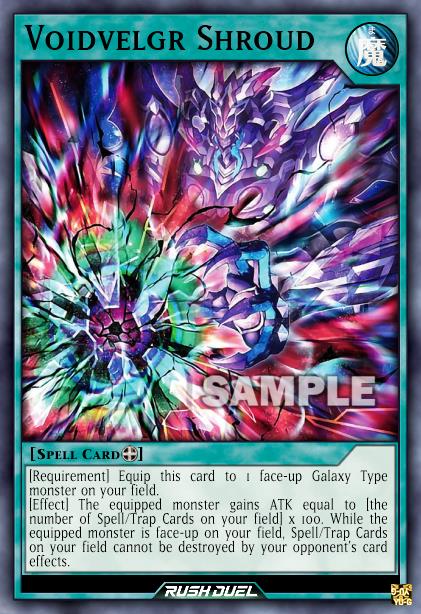 Voidvelgr Shroud
ま
魔
SAMPLE
[Spell Card]
[Requirement] Equip this card to 1 face-up Galaxy Type
monster on your field.
[Effect] The equipped monster gains ATK equal to [the
number of Spell/Trap Cards on your field] x 100. While the
equipped monster is face-up on your field, Spell/Trap Cards
on your field cannot be destroyed by your opponent's card
effects.
RUSH DUEL